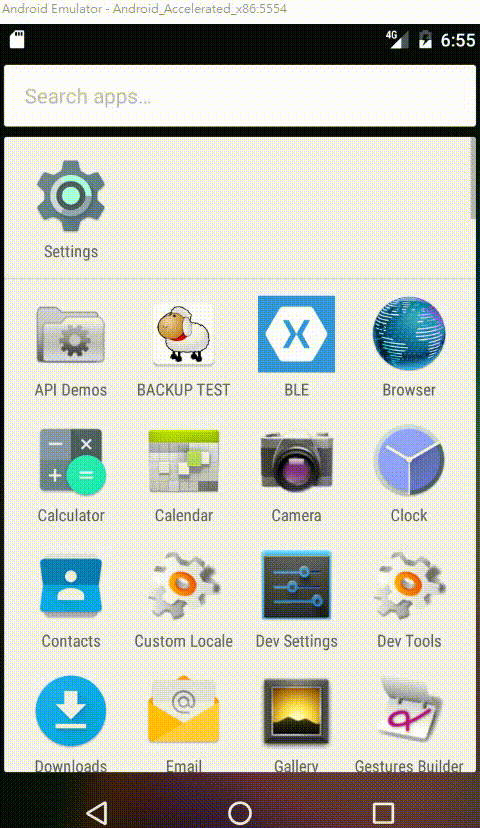 Android Emulator - Android_Accelerated_x86:5554
4G 6:55
Search apps...
Settings
API Demos BACKUP TEST BLE Browser
Calculator Calendar Camera Clock
Contacts Custom Locale Dev Settings Dev Tools
Downloads Email Gallery Gestures Builder